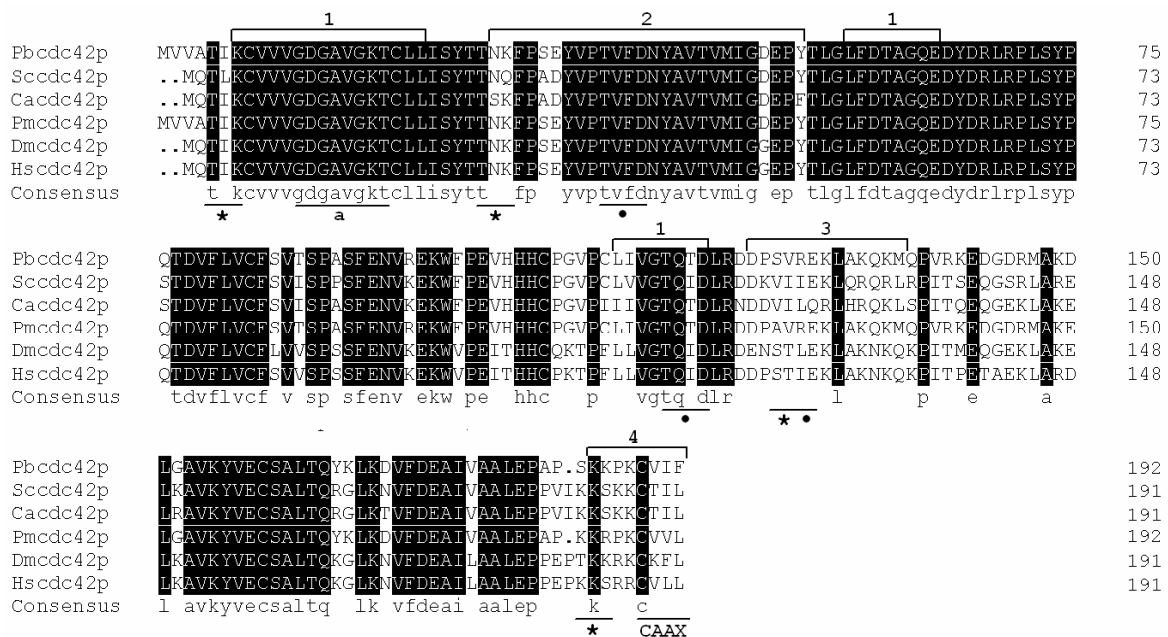 1 2 1
Pbcdc42p MVVATIKCVVVGDGAVGKTCLLISYTTNKFPSEYVPTVFDNYAVTVMIGDEPYTLGLFDTAGQEDYDRLRPLSYP 75
Sccdc42p ..MQTLKCVVVGDGAVGKTCLLISYTTNQFPADYVPTVFDNYAVTVMIGDEPYTLGLFDTAGQEDYDRLRPLSYP 73
Cacdc42p ..MQTIKCVVVGDGAVGKTCLLISYTTSKFPADYVPTVFDNYAVTVMIGDEPFTLGLFDTAGQEDYDRLRPLSYP 73
Pmcdc42p MVVATIKCVVVGDGAVGKTCLLISYTTNKFPSEYVPTVFDNYAVTVMIGDEPYTLGLFDTAGQEDYDRLRPLSYP 75
Dmcdc42p ..MQTIKCVVVGDGAVGKTCLLISYTTNKFPSEYVPTVFDNYAVTVMIGGEPYTLGLFDTAGQEDYDRLRPLSYP 73
Hscdc42p ..MQTIKCVVVGDGAVGKTCLLISYTTNKFPSEYVPTVFDNYAVTVMIGGEPYTLGLFDTAGQEDYDRLRPLSYP 73
Consensus t kcvvvgdgavgktcllisytt fp yvptvfdnyavtvmig ep tlglfdtagqedydrlrplsyp
* a * •
1 3
Pbcdc42p QTDVFLVCFSVTSPASFENVREKWFPEVHHHCPGVPCLIVGTQTDLRDDPSVREKLAKQKMQPVRKEDGDRMAKD 150
Sccdc42p STDVFLVCFSVISPPSFENVKEKWFPEVHHHCPGVPCLVVGTQIDLRDDKVIIEKLQRQRLRPITSEQGSRLARE 148
Cacdc42p STDVFLVCFSVISPASFENVKEKWFPEVHHHCPGVPIIIVGTQIDLRNDDVILQRLHRQKLSPITQEQGEKLAKE 148
Pmcdc42p QTDVFLVCFSVTSPASFENVREKWFPEVHHHCPGVPCLIVGTQTDLRDDPAVREKLAKQKMQPVRKEDGDRMAKE 150
Dmcdc42p QTDVFLVCFLVVSPSSFENVKEKWVPEITHHCQKTPFLLVGTQIDLRDENSTLEKLAKNKQKPITMEQGEKLAKE 148
Hscdc42p QTDVFLVCFSVVSPSSFENVKEKWVPEITHHCPKTPFLLVGTQIDLRDDPSTIEKLAKNKQKPITPETAEKLARD 148
Consensus tdvflvcf v sp sfenv ekw pe hhc p vgtq dlr l p e a
• * •
4
Pbcdc42p LGAVKYVECSALTQYKLKDVFDEAIVAALEPAP.SKKPKCVIF 192
Sccdc42p LKAVKYVECSALTQRGLKNVFDEAIVAALEPPVIKKSKKCTIL 191
Cacdc42p LRAVKYVECSALTQRGLKTVFDEAIVAALEPPVIKKSKKCTIL 191
Pmcdc42p LGAVKYVECSALTQYKLKDVFDEAIVAALEPAP.KKRPKCVVL 192
Dmcdc42p LKAVKYVECSALTQKGLKNVFDEAILAALEPPEPTKKRKCKFL 191
Hscdc42p LKAVKYVECSALTQKGLKNVFDEAILAALEPPEPKKSRRCVLL 191
Consensus l avkyvecsaltq lk vfdeai aalep k c
* CAAX